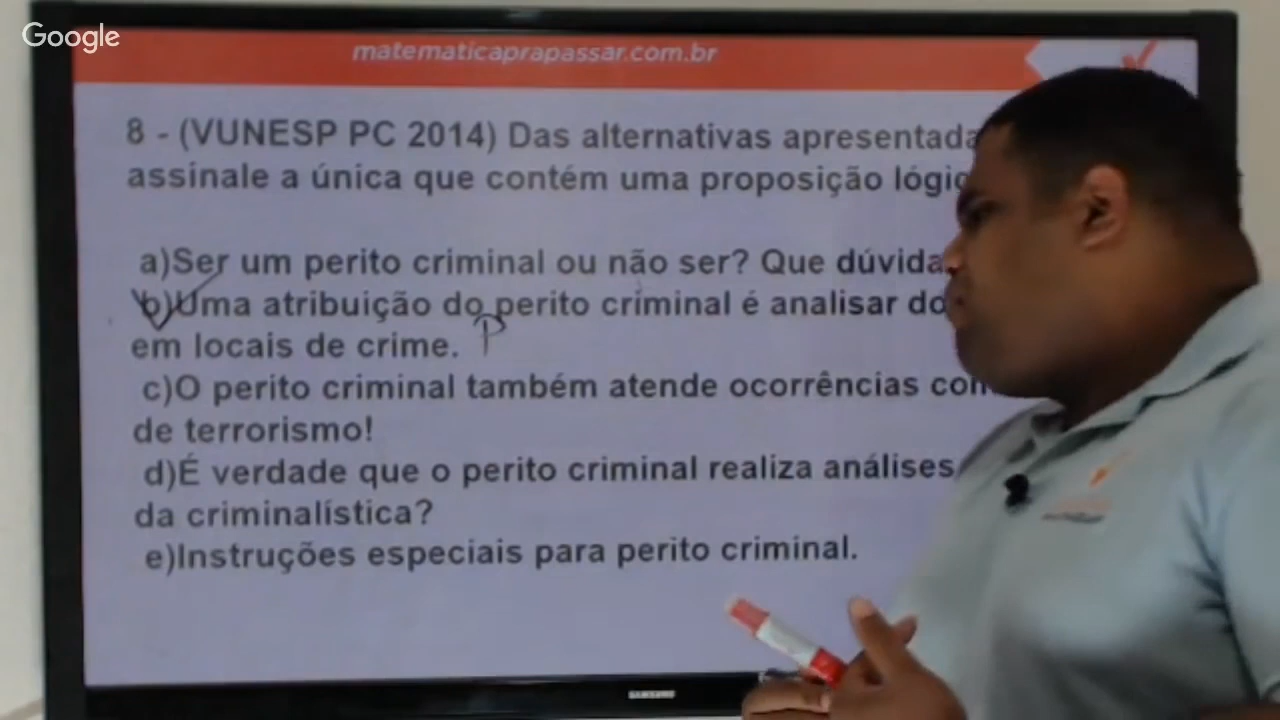 Google
matematicaprapassar.com.br
8 - (VUNESP PC 2014) Das alternativas apresentada
assinale a única que contém uma proposição lógic
a)Ser um perito criminal ou não ser? Que dúvida
b)Uma atribuição do perito criminal é analisar do
em locais de crime. P
c)O perito criminal também atende ocorrências com
de terrorismo!
d)É verdade que o perito criminal realiza análises
da criminalística?
e)Instruções especiais para perito criminal.
SAMSUNG